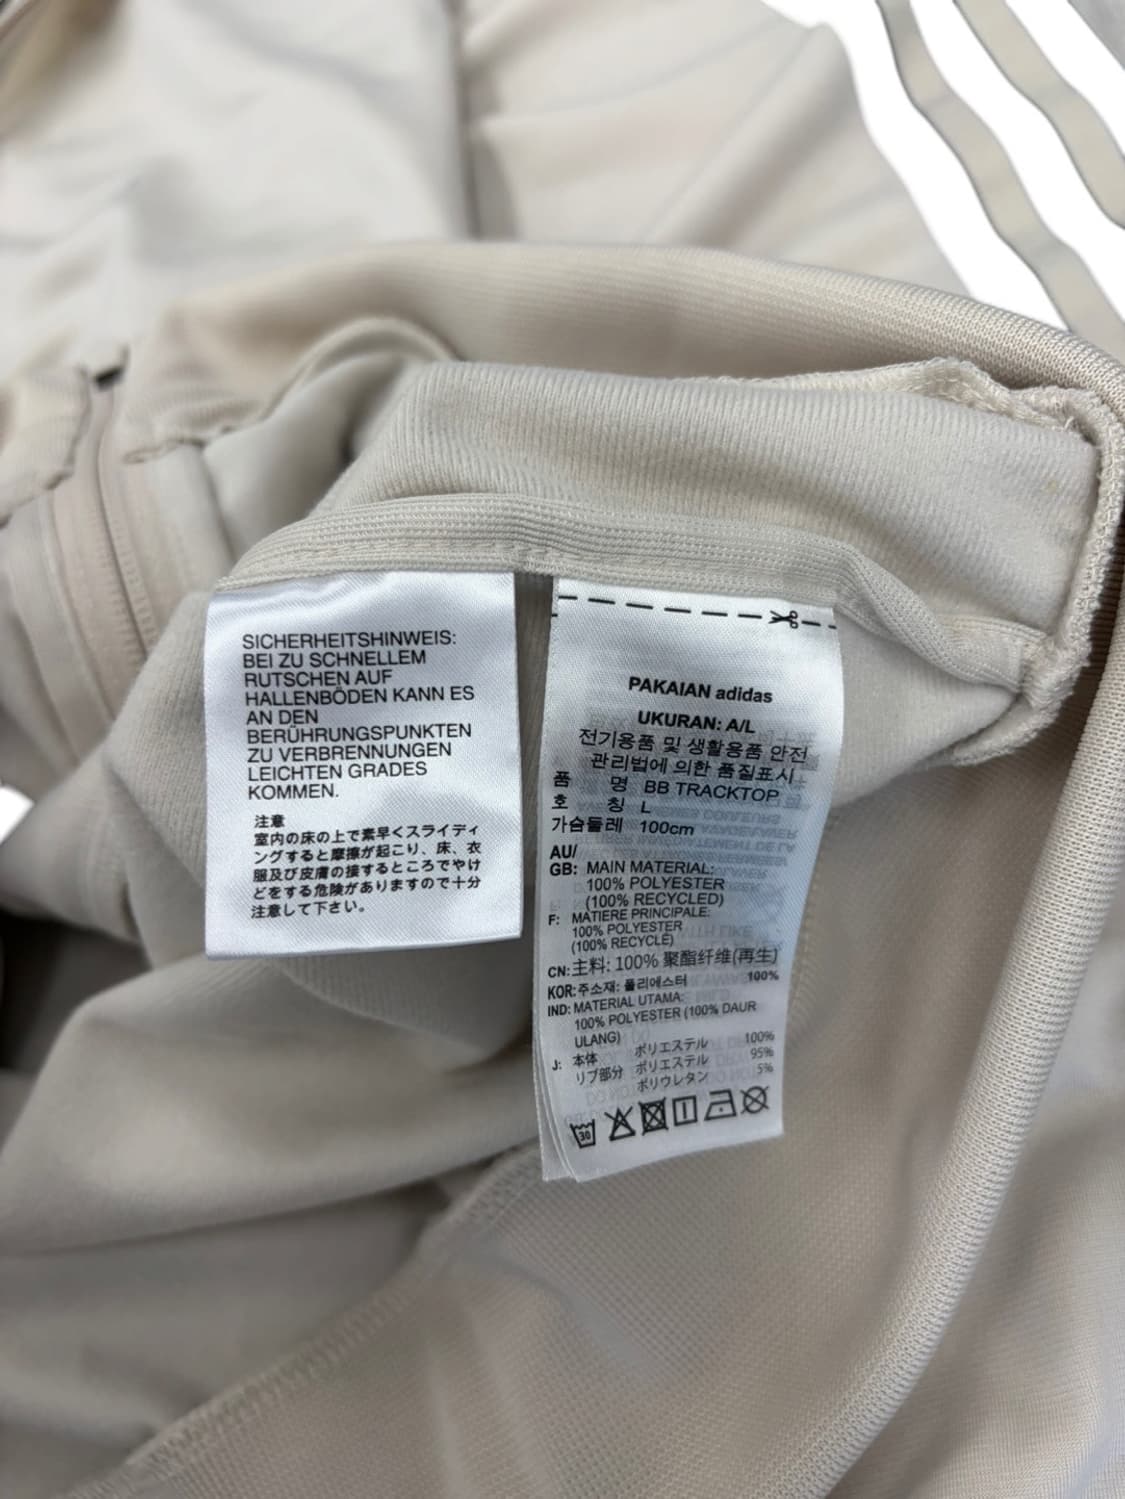 SICHERHEITSHINWEIS:
BEI ZU SCHNELLEM
RUTSCHEN AUF
HALLENBÖDEN KANN ES
AN DEN
BERÜHRUNGSPUNKTEN
ZU VERBRENNUNGEN
LEICHTEN GRADES
KOMMEN.
注意
室内の床の上で素早くスライディ
ングすると摩擦が起こり、床、衣
服及び皮膚の接するところでやけ
どをする危険がありますので十分
注意して下さい。
PAKAIAN adidas
UKURAN: A/L
전기용품 및 생활용품 안전
관리법에 의한 품질표시
품 명 BB TRACKTOP
호 칭 L
가슴둘레 100cm
AU/
GB: MAIN MATERIAL:
100% POLYESTER
(100% RECYCLED)
F: MATIERE PRINCIPALE:
100% POLYESTER
(100% RECYCLÉ)
CN: 主料: 100% 聚酯纤维(再生)
KOR: 주소재: 폴리에스터 100%
IND: MATERIAL UTAMA:
100% POLYESTER (100% DAUR
ULANG)
J: 本体 ポリエステル 100%
リブ部分 ポリエステル 95%
ポリウレタン 5%
30